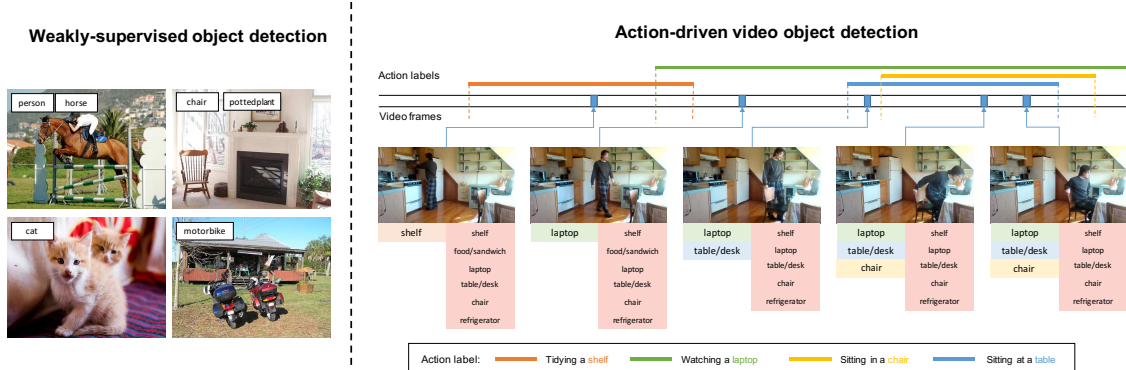 Weakly-supervised object detection
person horse
chair pottedplant
cat
motorbike
Action-driven video object detection
Action labels
Video frames
shelf
shelf
food/sandwich
laptop
table/desk
chair
refrigerator
laptop
shelf
food/sandwich
laptop
table/desk
chair
refrigerator
laptop
table/desk
shelf
laptop
table/desk
chair
refrigerator
laptop
table/desk
chair
shelf
laptop
table/desk
chair
refrigerator
laptop
table/desk
chair
shelf
laptop
table/desk
chair
refrigerator
Action label: Tidying a shelf Watching a laptop Sitting in a chair Sitting at a table